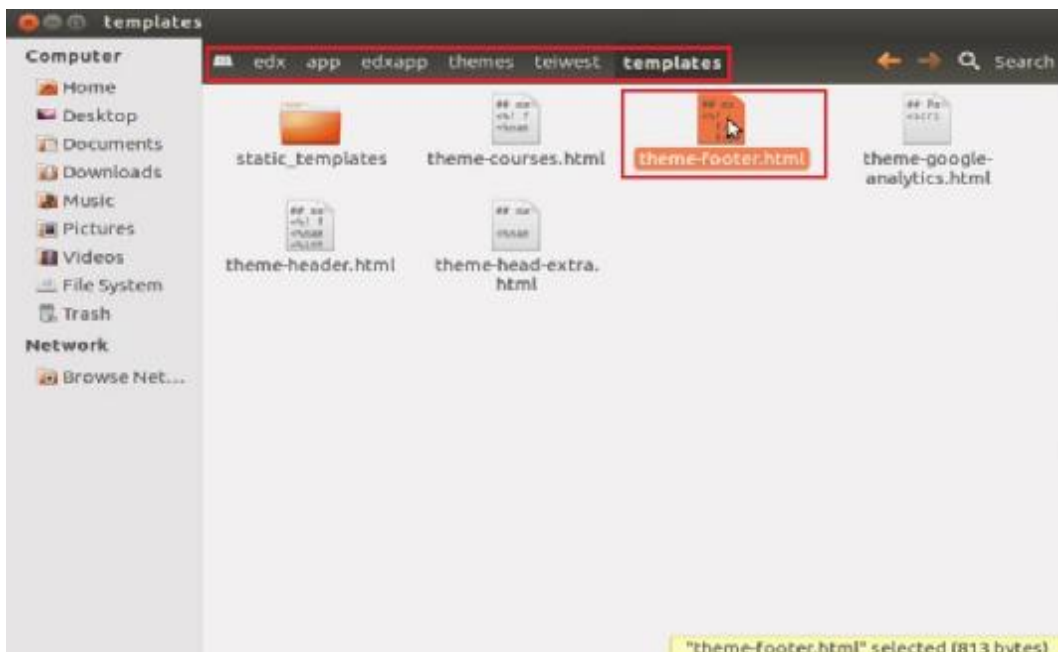 templates
Computer
edx app edxapp themes teiwest templates
Search
Home
Desktop
Documents
Downloads
Music
Pictures
Videos
File System
Trash
Network
Browse Net...
static_templates
theme-courses.html
theme-footer.html
theme-google-
analytics.html
theme-header.html
theme-head-extra.
html
"theme-footer.html" selected (813 bytes)